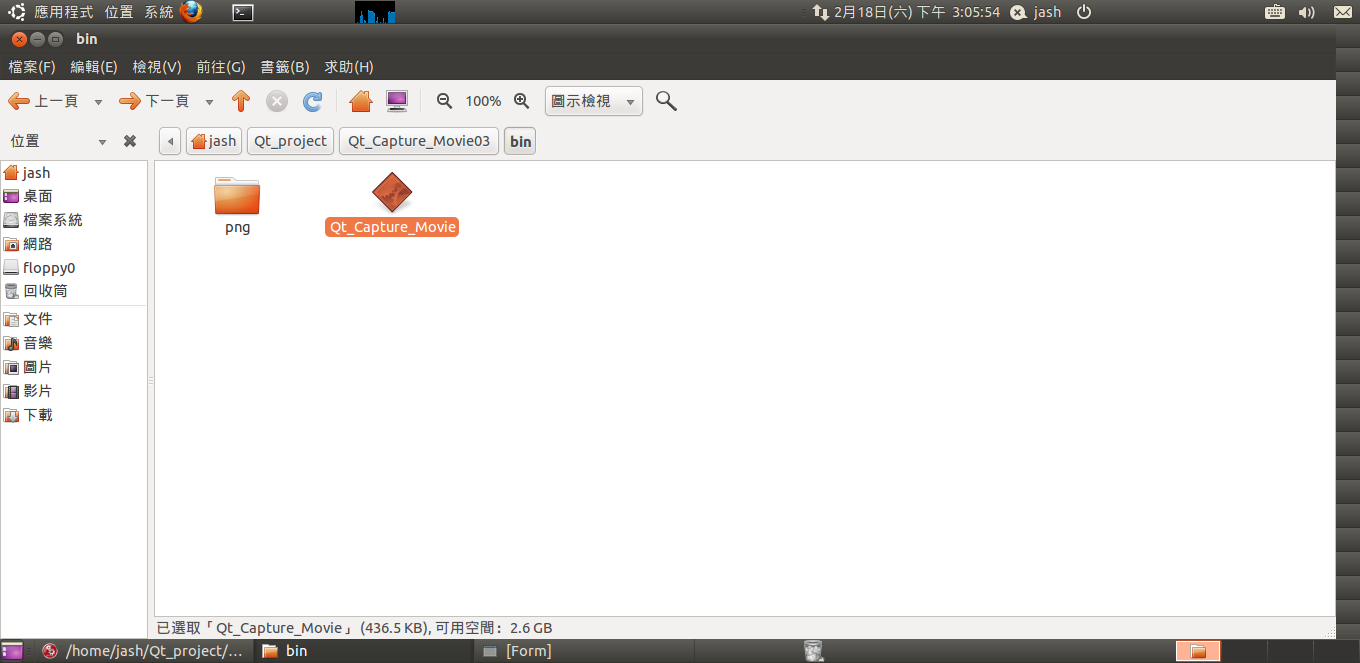 應用程式 位置 系統 2月18日(六) 下午 3:05:54 jash
bin
檔案(F) 編輯(E) 檢視(V) 前往(G) 書籤(B) 求助(H)
上一頁 下一頁 100% 圖示檢視
位置 jash Qt_project Qt_Capture_Movie03 bin
jash
桌面
檔案系統
網路
floppy0
回收筒
文件
音樂
圖片
影片
下載
png
Qt_Capture_Movie
已選取「Qt_Capture_Movie」(436.5 KB), 可用空間： 2.6 GB
/home/jash/Qt_project/... bin [Form]